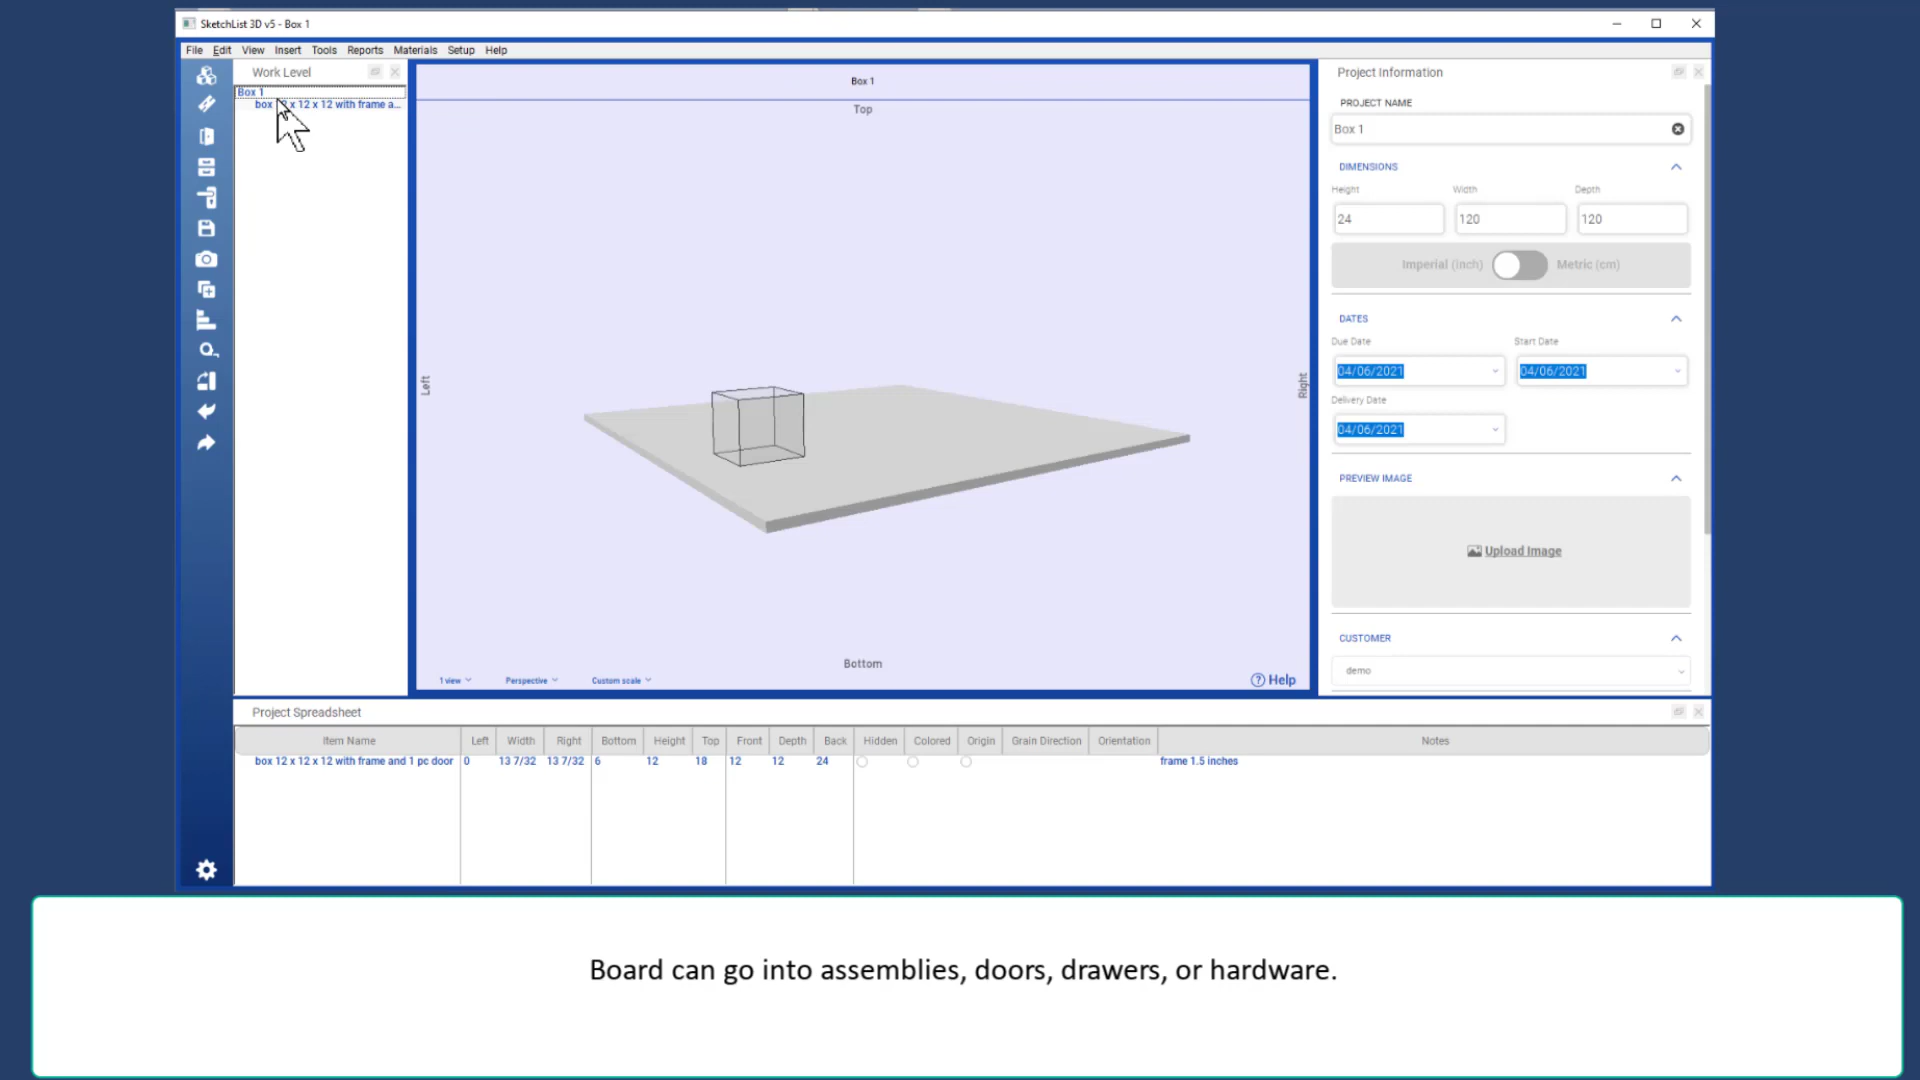 SketchList 3D v5 - Box 1
File Edit View Insert Tools Reports Materials Setup Help
Work Level
Box 1
box x 12 x 12 with frame a...
Box 1
Top
Left
Right
Bottom
1 view
Perspective
Custom scale
Help
Project Information
PROJECT NAME
Box 1
DIMENSIONS
Height Width Depth
24 120 120
Imperial (inch) Metric (cm)
DATES
Due Date Start Date
04/06/2021 04/06/2021
Delivery Date
04/06/2021
PREVIEW IMAGE
Upload Image
CUSTOMER
demo
Project Spreadsheet
Item Name Left Width Right Bottom Height Top Front Depth Back Hidden Colored Origin Grain Direction Orientation Notes
box 12 x 12 x 12 with frame and 1 pc door 0 13 7/32 13 7/32 6 12 18 12 12 24 frame 1.5 inches
Board can go into assemblies, doors, drawers, or hardware.